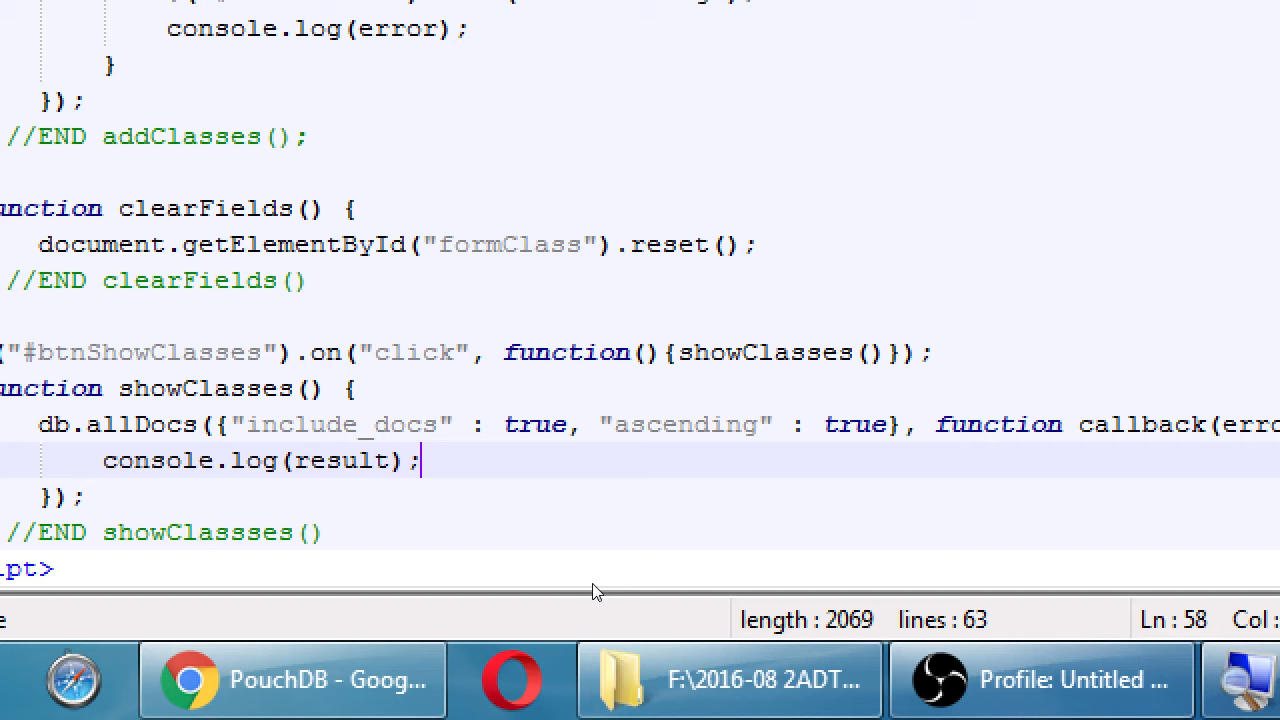 console.log(error);
}
});
//END addClasses();
unction clearFields() {
document.getElementById("formClass").reset();
//END clearFields()
("#btnShowClasses").on("click", function(){showClasses()});
unction showClasses() {
db.allDocs({"include_docs" : true, "ascending" : true}, function callback(erro
console.log(result);
});
//END showClassses()
ipt>
e length : 2069 lines : 63 Ln : 58 Col :
PouchDB - Goog... F:\2016-08 2ADT... Profile: Untitled ...